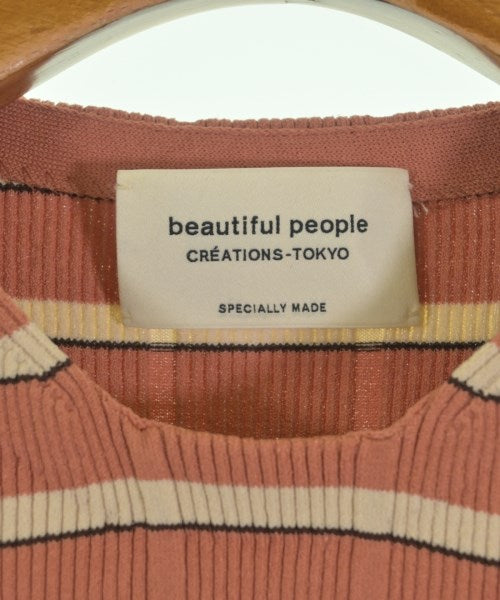 beautiful people
CRÉATIONS-TOKYO
SPECIALLY MADE